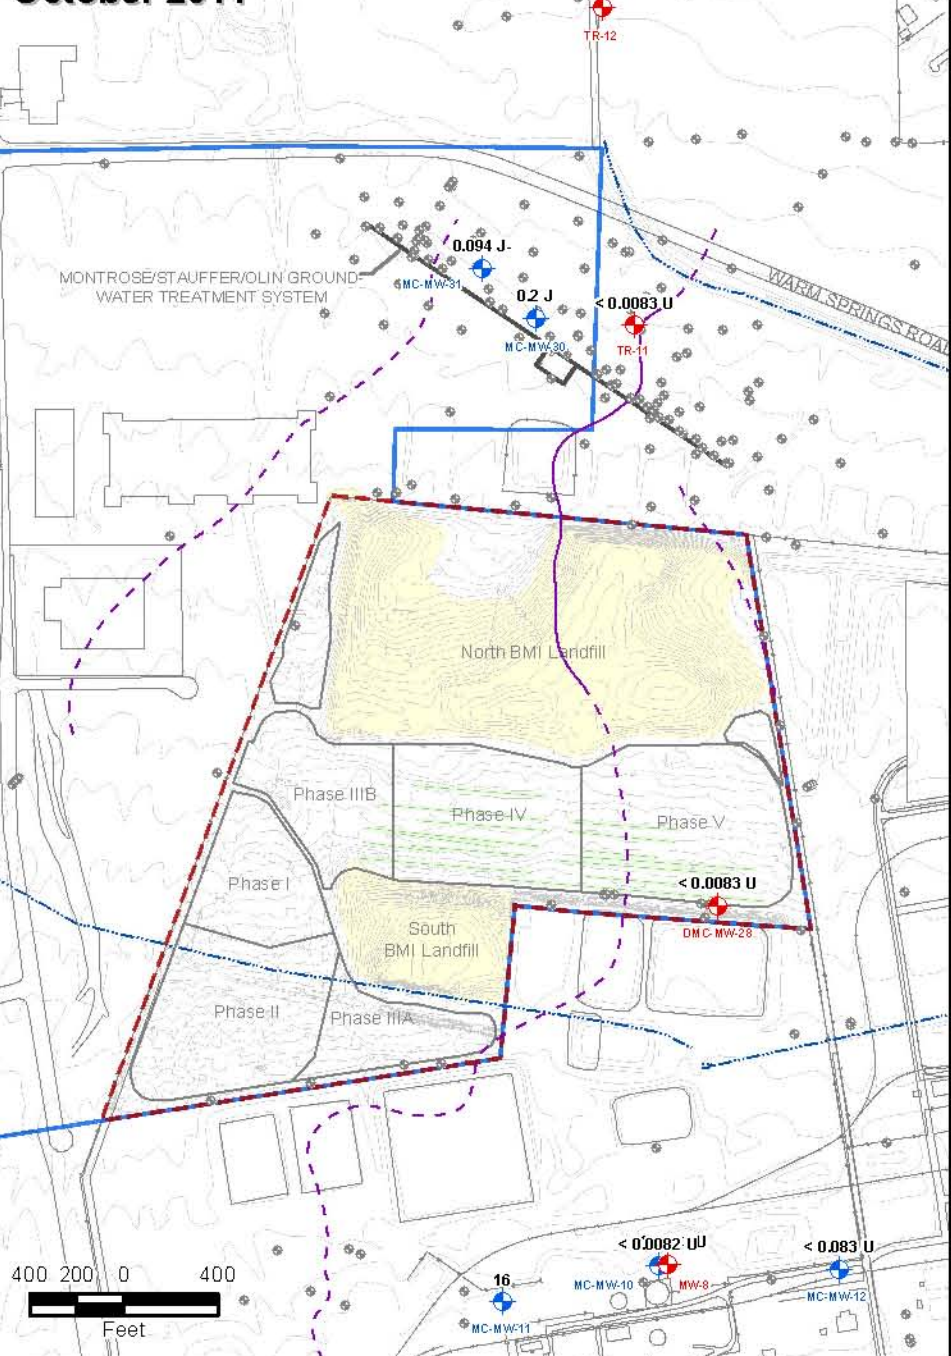 October 2011
TR-12
0.094 J-
MC-MW-31
MONTROSE/STAUFFER/OLIN GROUND-
WATER TREATMENT SYSTEM
WARM SPRINGS ROAD
0.2 J
MC-MW-30
< 0.0083 U
TR-11
North BMI Landfill
Phase IIIB
Phase IV
Phase V
Phase I
< 0.0083 U
DMC-MW-28
South
BMI Landfill
Phase II
Phase IIIA
MC-MW-10
MW-8
< 0.083 U
MC-MW-12
16
MC-MW-11
400 200 0 400
Feet